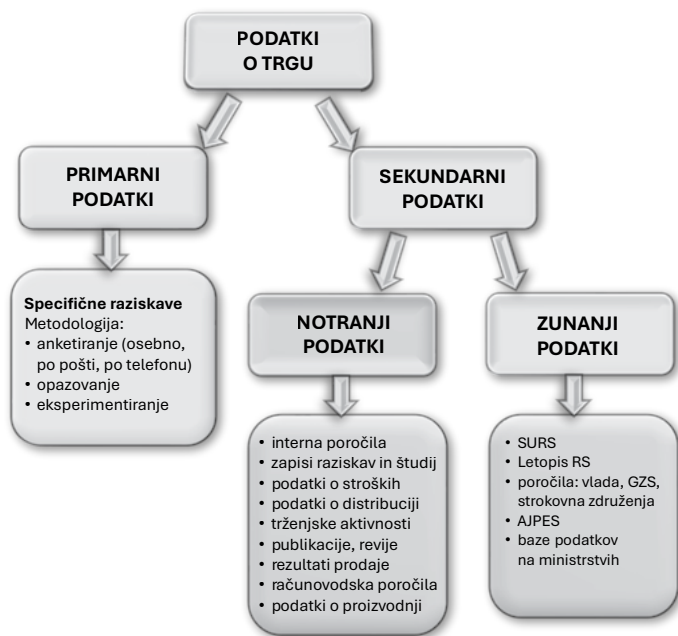 PODATKI
O TRGU
PRIMARNI
PODATKI
SEKUNDARNI
PODATKI
Specifične raziskave
Metodologija:
• anketiranje (osebno,
po pošti, po telefonu)
• opazovanje
• eksperimentiranje
NOTRANJI
PODATKI
ZUNANJI
PODATKI
• interna poročila
• zapisi raziskav in študij
• podatki o stroških
• podatki o distribuciji
• trženjske aktivnosti
• publikacije, revije
• rezultati prodaje
• računovodska poročila
• podatki o proizvodnji
• SURS
• Letopis RS
• poročila: vlada, GZS,
strokovna združenja
• AJPES
• baze podatkov
na ministrstvih